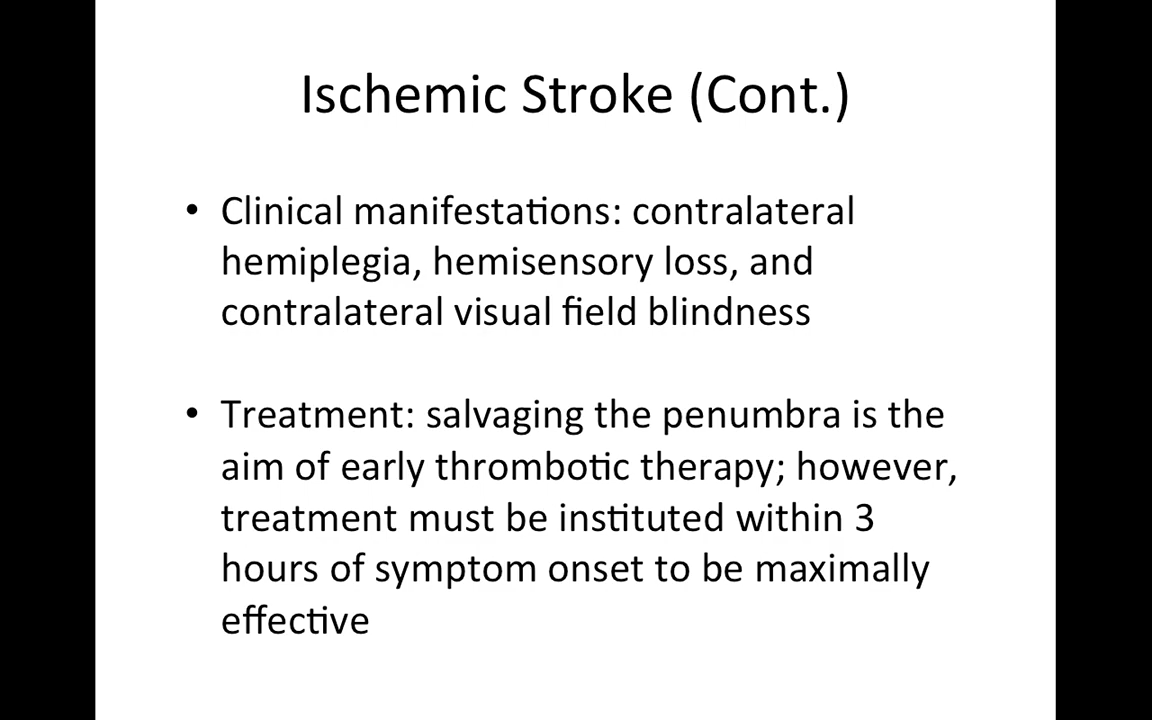 Ischemic Stroke (Cont.)
• Clinical manifestations: contralateral
hemiplegia, hemisensory loss, and
contralateral visual field blindness
• Treatment: salvaging the penumbra is the
aim of early thrombotic therapy; however,
treatment must be instituted within 3
hours of symptom onset to be maximally
effective